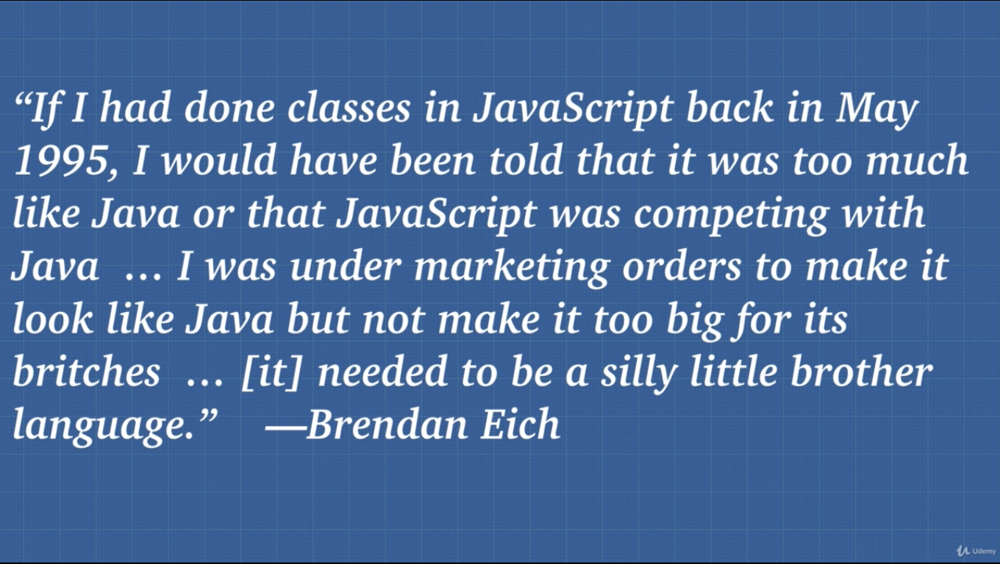 “If I had done classes in JavaScript back in May
1995, I would have been told that it was too much
like Java or that JavaScript was competing with
Java … I was under marketing orders to make it
look like Java but not make it too big for its
britches … [it] needed to be a silly little brother
language.” —Brendan Eich
Udemy